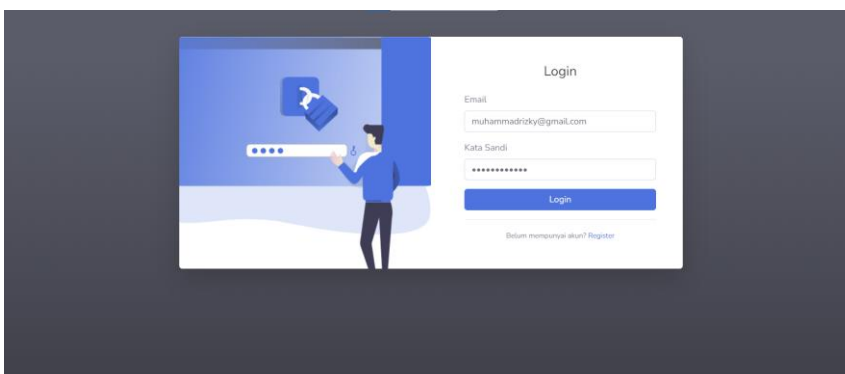 Login
Email
muhammadrizky@gmail.com
Kata Sandi
••••••••••••
Login
Belum mempunyai akun? Register